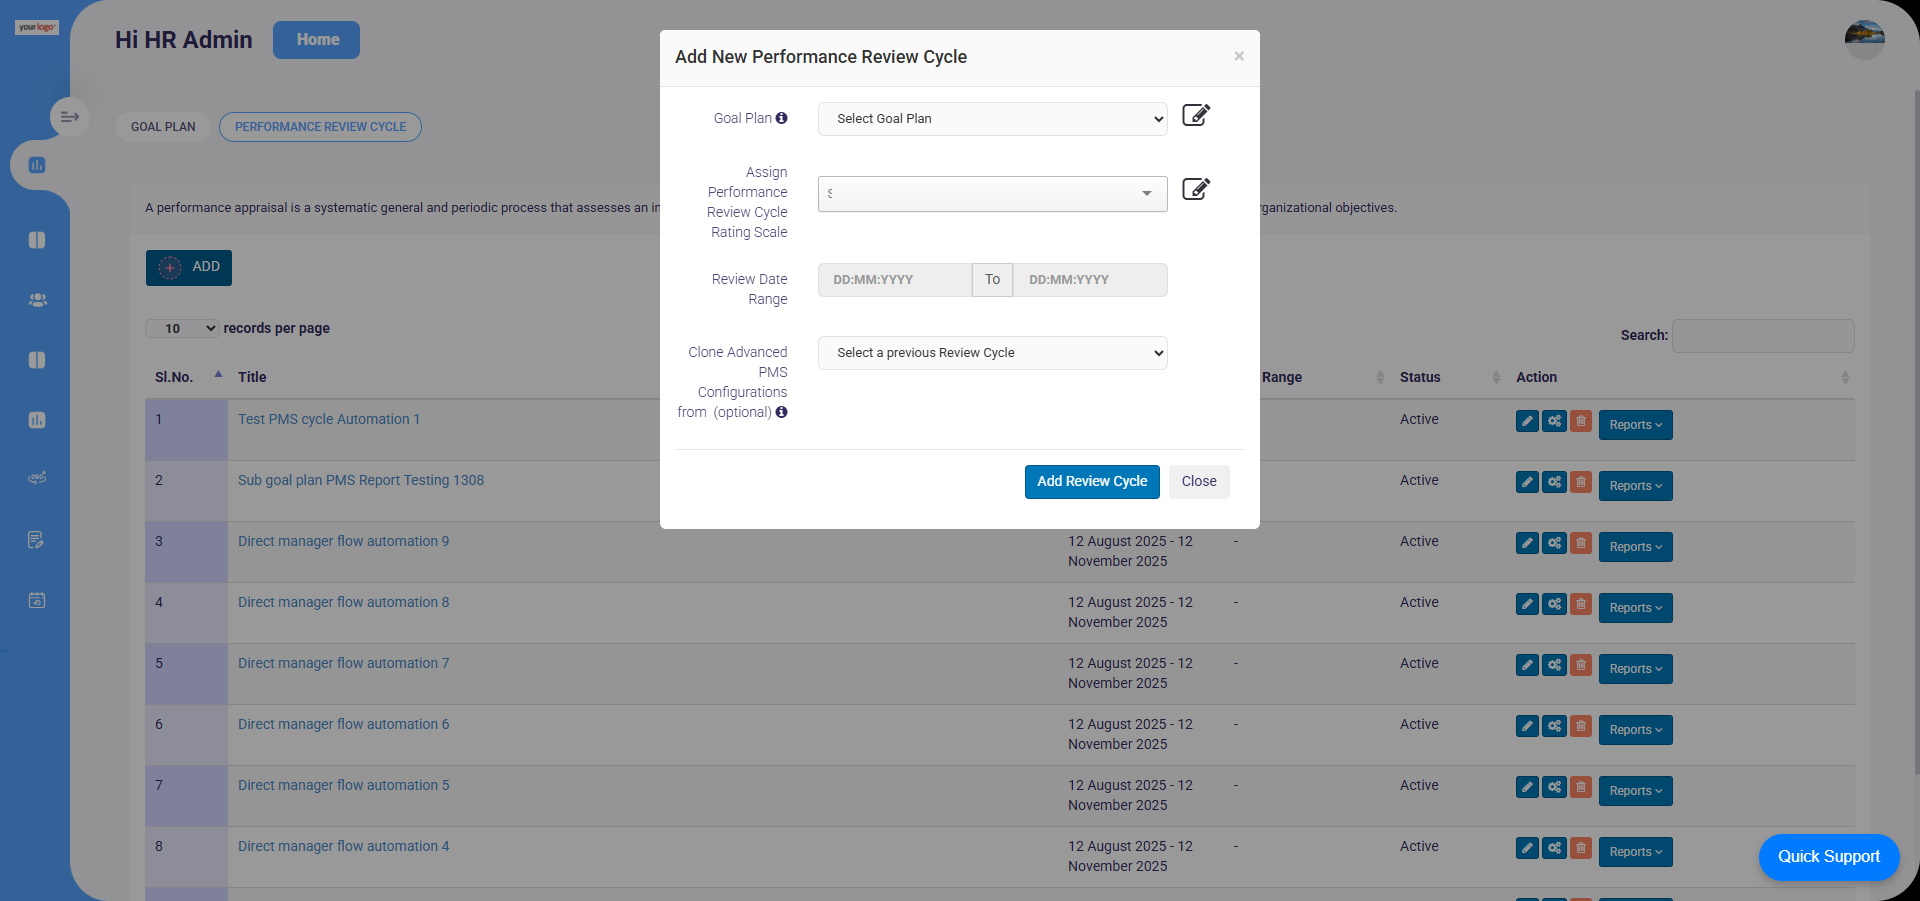 yourlogo
Hi HR Admin
Home
GOAL PLAN
PERFORMANCE REVIEW CYCLE
A performance appraisal is a systematic general and periodic process that assesses an in
rganizational objectives.
ADD
10 records per page
Search:
Sl.No.
Title
Range
Status
Action
1
Test PMS cycle Automation 1
Active
Reports
2
Sub goal plan PMS Report Testing 1308
Active
Reports
3
Direct manager flow automation 9
12 August 2025 - 12
November 2025
-
Active
Reports
4
Direct manager flow automation 8
12 August 2025 - 12
November 2025
-
Active
Reports
5
Direct manager flow automation 7
12 August 2025 - 12
November 2025
-
Active
Reports
6
Direct manager flow automation 6
12 August 2025 - 12
November 2025
-
Active
Reports
7
Direct manager flow automation 5
12 August 2025 - 12
November 2025
-
Active
Reports
8
Direct manager flow automation 4
12 August 2025 - 12
November 2025
-
Active
Reports
Add New Performance Review Cycle
×
Goal Plan
Select Goal Plan
Assign
Performance
Review Cycle
Rating Scale
Review Date
Range
DD:MM:YYYY
To
DD:MM:YYYY
Clone Advanced
PMS
Configurations
from (optional)
Select a previous Review Cycle
Add Review Cycle
Close
Quick Support
360